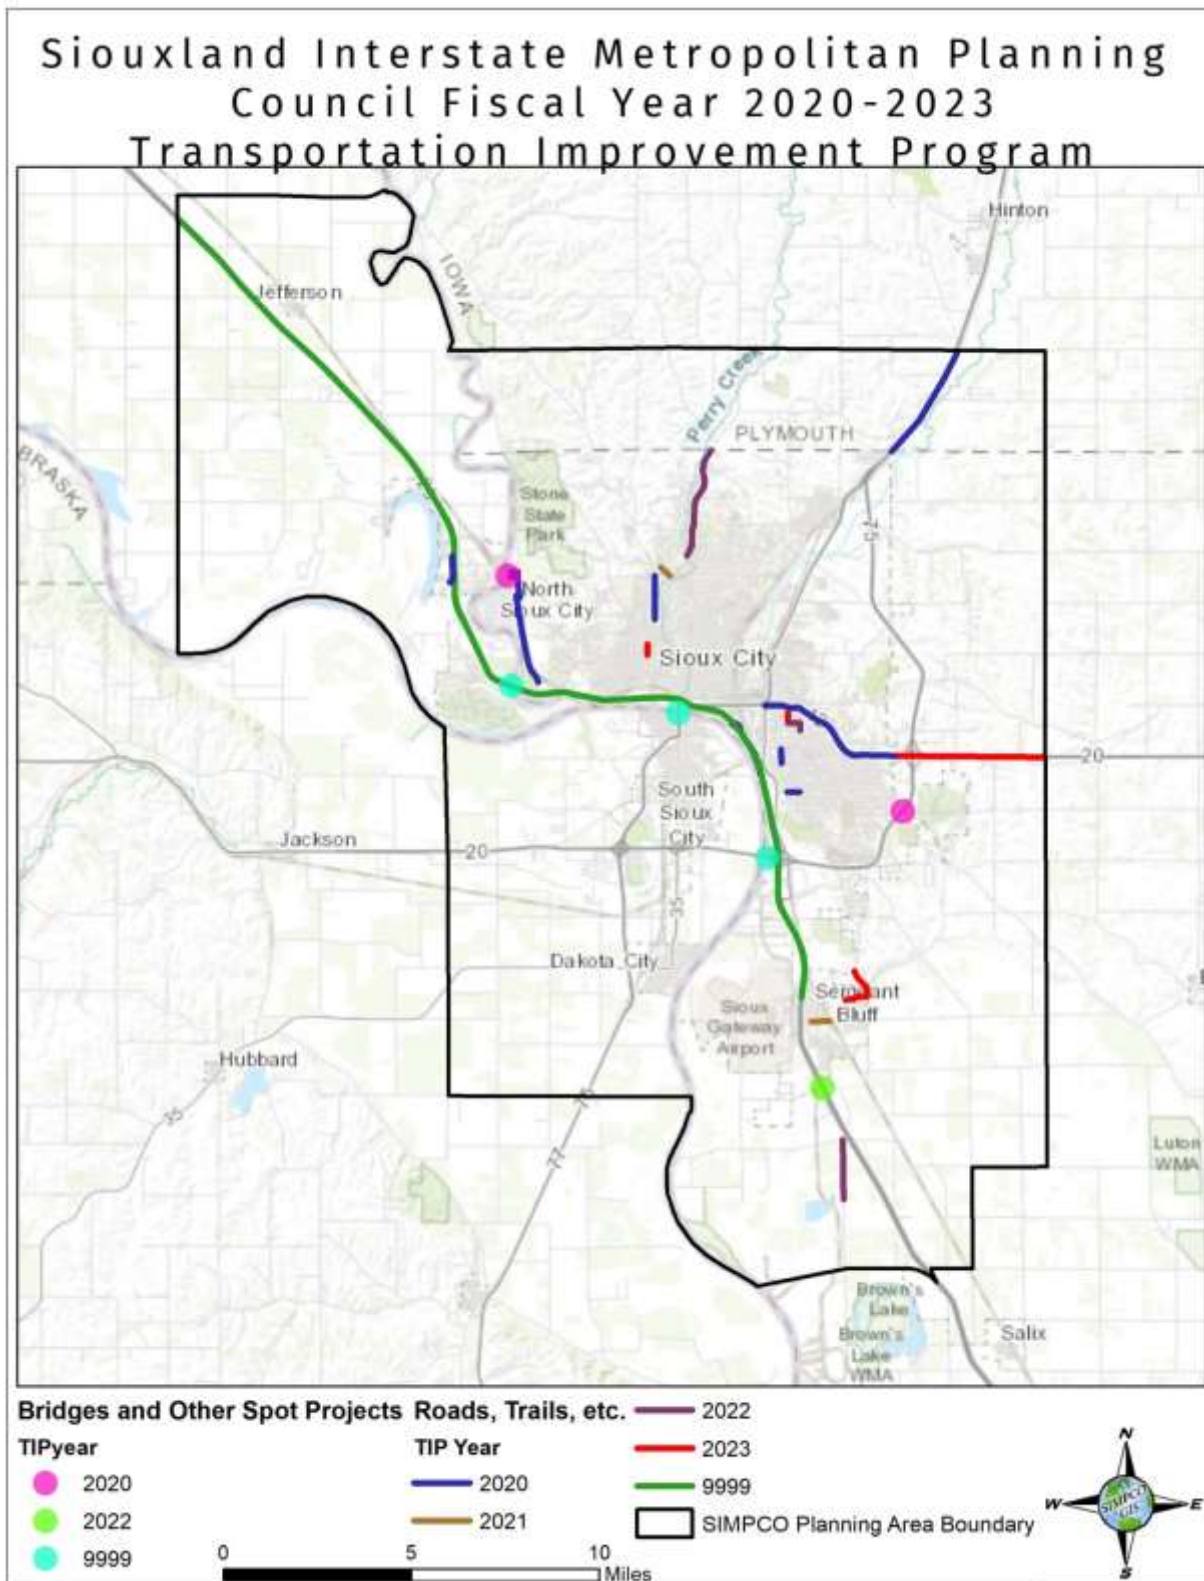 Siouxland Interstate Metropolitan Planning
Council Fiscal Year 2020-2023
Transportation Improvement Program
Hinton
IOWA
Jefferson
Perry Creek
PLYMOUTH
BRASKA
Stone
State
Park
75
North
Sioux City
Sioux City
20
South
Sioux
City
Jackson
20
35
Dakota City
Sioux
Gateway
Airport
Sergeant
Bluff
Hubbard
35
77
75
Luton
WMA
Brown's
Lake
Brown's
Lake
WMA
Salix
Bridges and Other Spot Projects
TIPyear
2020
2022
9999
Roads, Trails, etc.
TIP Year
2020
2021
2022
2023
9999
SIMPCO Planning Area Boundary
0 5 10
Miles
N
W E
S
SIMPCO
GIS